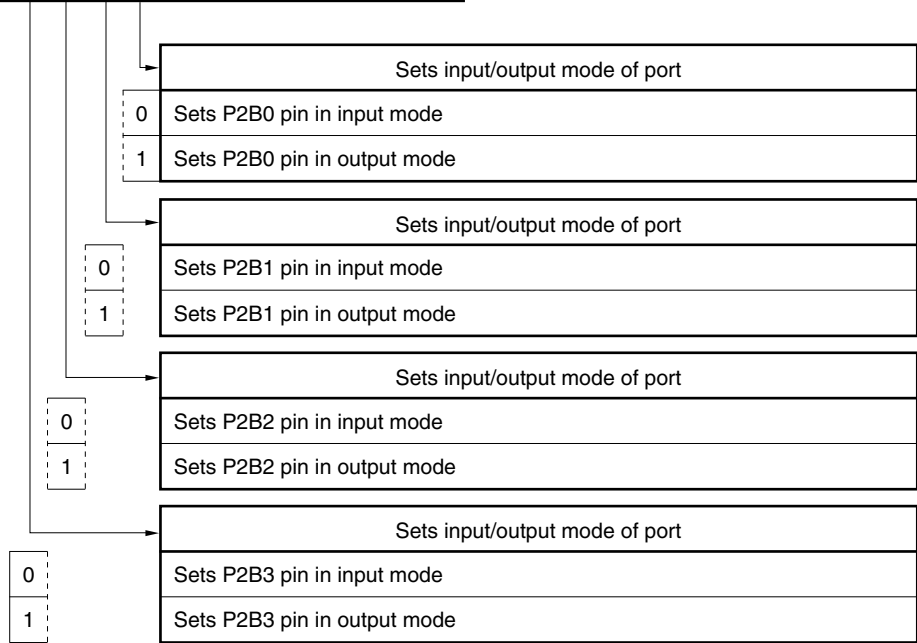 Sets input/output mode of port
0 Sets P2B0 pin in input mode
1 Sets P2B0 pin in output mode
Sets input/output mode of port
0 Sets P2B1 pin in input mode
1 Sets P2B1 pin in output mode
Sets input/output mode of port
0 Sets P2B2 pin in input mode
1 Sets P2B2 pin in output mode
Sets input/output mode of port
0 Sets P2B3 pin in input mode
1 Sets P2B3 pin in output mode